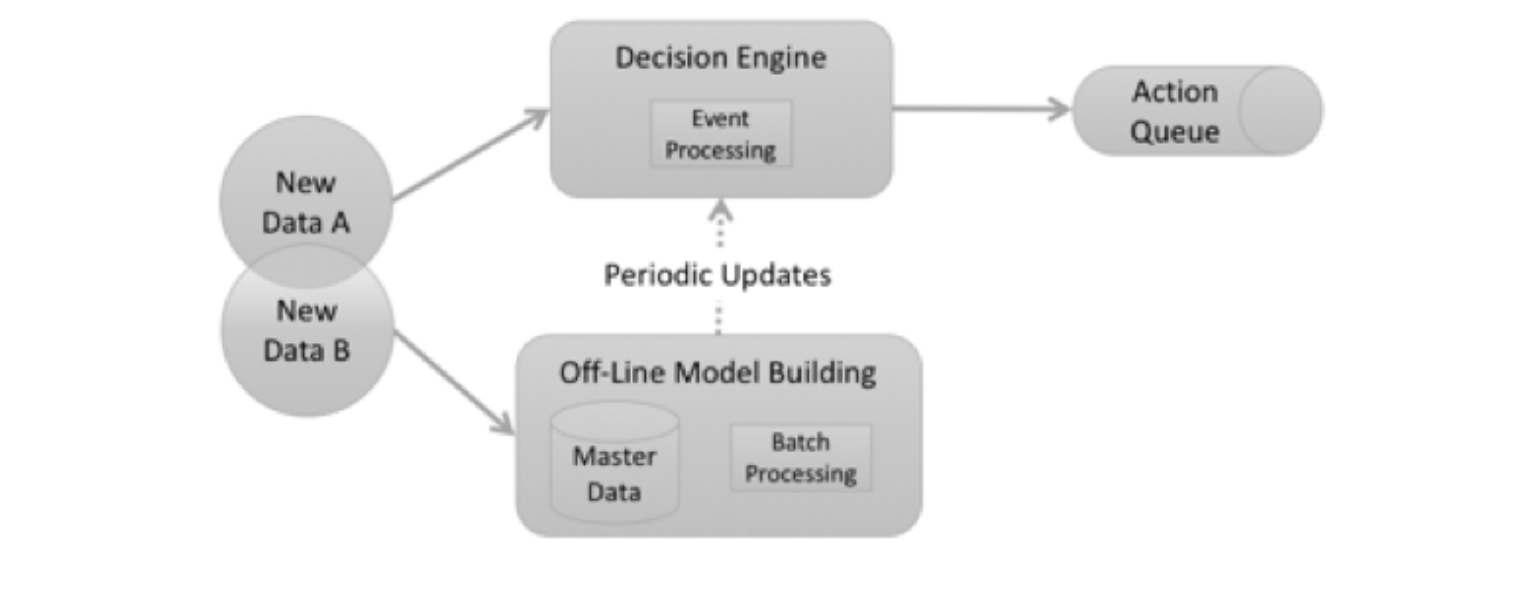 Decision Engine
Event
Processing
Action
Queue
New
Data A
Periodic Updates
New
Data B
Off-Line Model Building
Master
Data
Batch
Processing